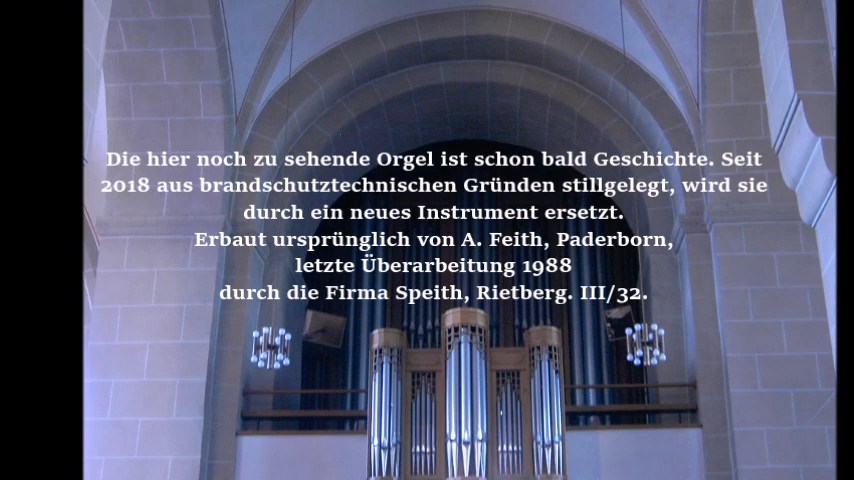 Die hier noch zu sehende Orgel ist schon bald Geschichte. Seit
2018 aus brandschutztechnischen Gründen stillgelegt, wird sie
durch ein neues Instrument ersetzt.
Erbaut ursprünglich von A. Feith, Paderborn,
letzte Überarbeitung 1988
durch die Firma Speith, Rietberg. III/32.